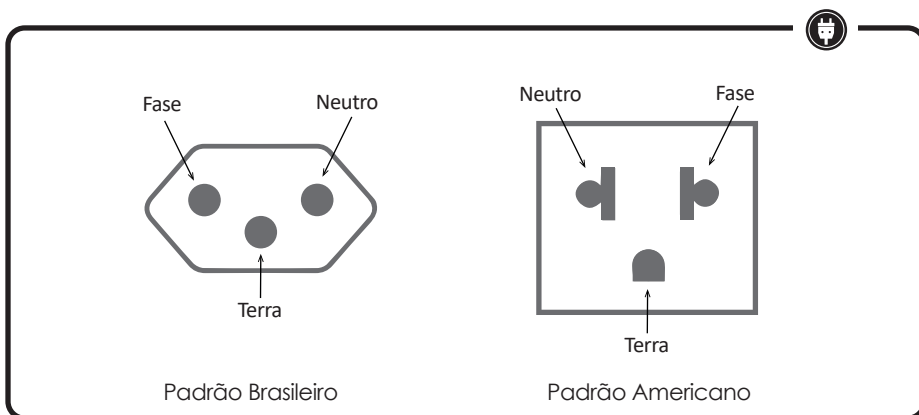 Fase
Neutro
Terra
Padrão Brasileiro
Neutro
Fase
Terra
Padrão Americano